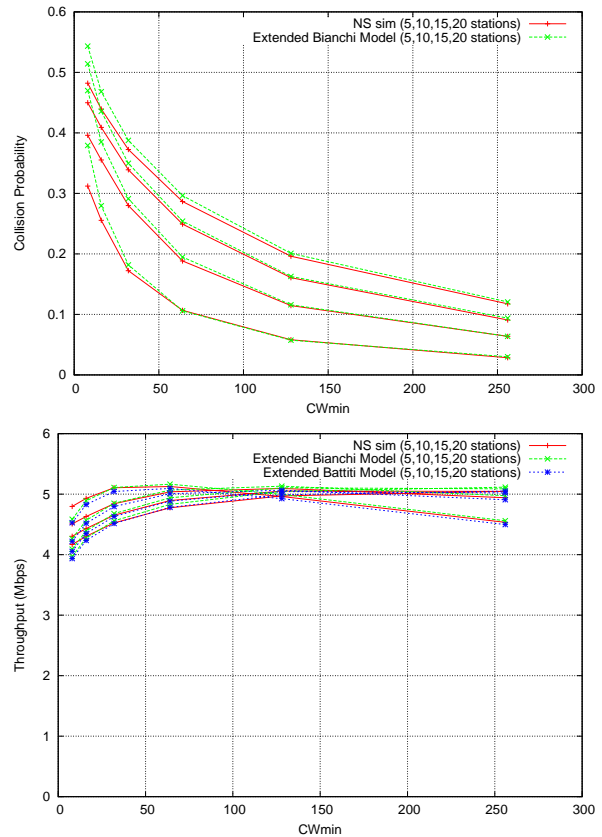 0.6
0.5
0.4
0.3
0.2
0.1
0
0 50 100 150 200 250 300
Collision Probability
CWmin
NS sim (5,10,15,20 stations)
Extended Bianchi Model (5,10,15,20 stations)
6
5
4
3
2
1
0
0 50 100 150 200 250 300
Throughput (Mbps)
CWmin
NS sim (5,10,15,20 stations)
Extended Bianchi Model (5,10,15,20 stations)
Extended Battiti Model (5,10,15,20 stations)